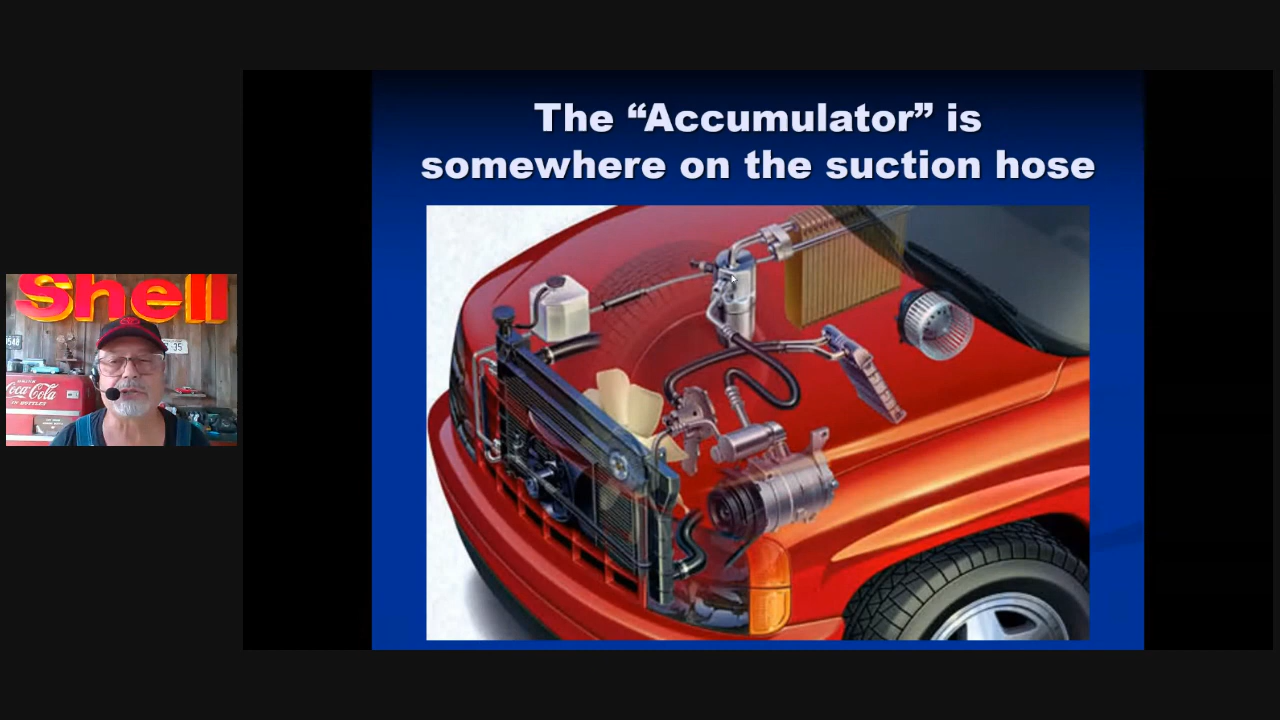 The “Accumulator” is
somewhere on the suction hose
Shell
Coca-Cola